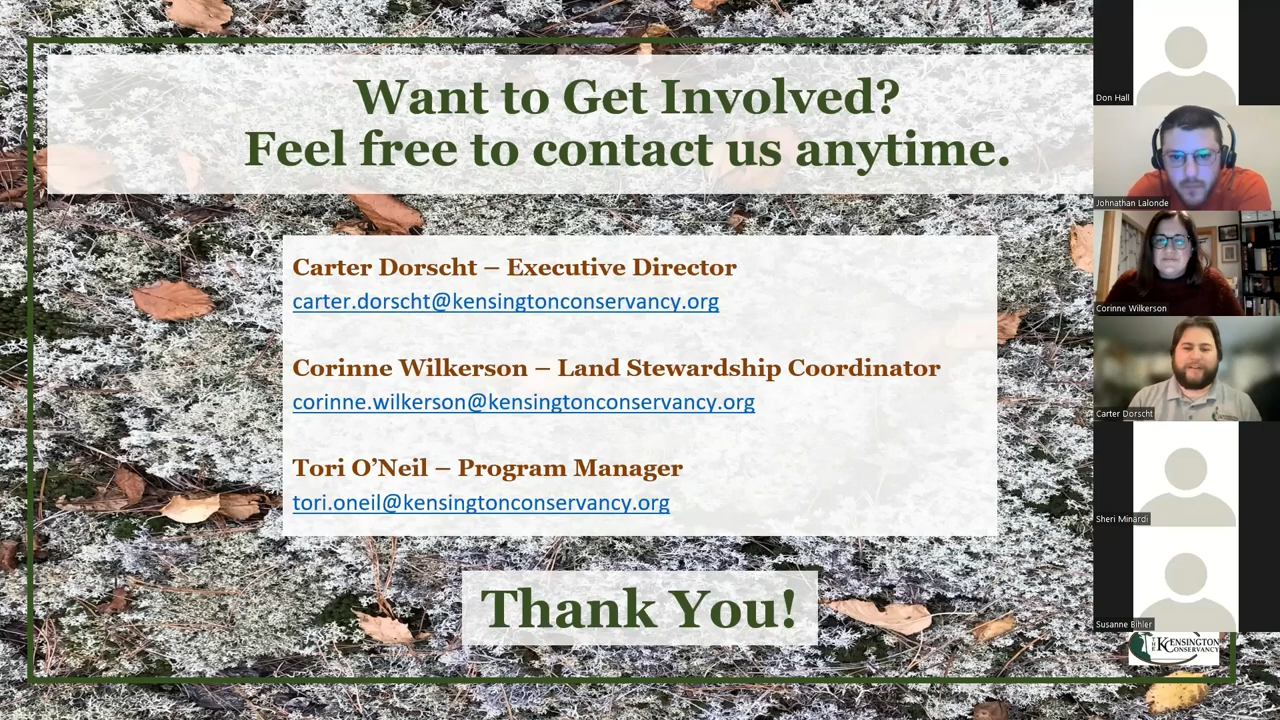 Want to Get Involved?
Feel free to contact us anytime.
Carter Dorscht – Executive Director
carter.dorscht@kensingtonconservancy.org
Corinne Wilkerson – Land Stewardship Coordinator
corinne.wilkerson@kensingtonconservancy.org
Tori O’Neil – Program Manager
tori.oneil@kensingtonconservancy.org
Thank You!
Don Hall
Johnathan Lalonde
Corinne Wilkerson
Carter Dorscht
Sheri Minardi
Susanne Bihler
THE KENSINGTON
CONSERVANCY